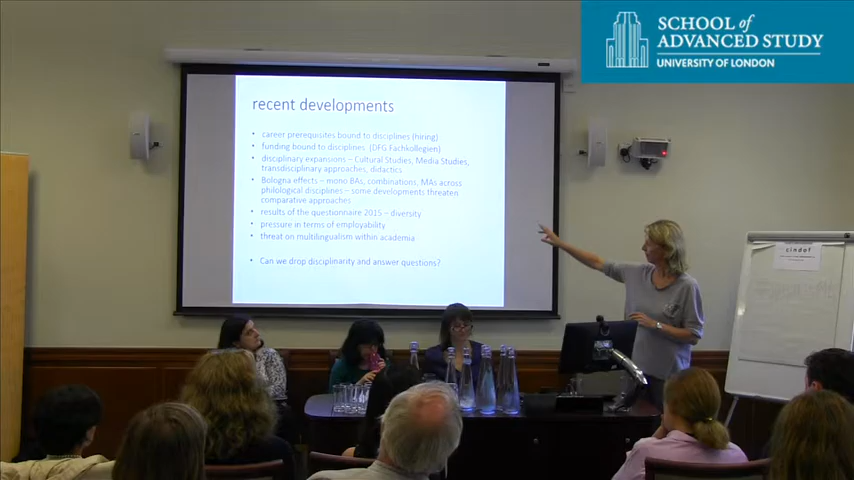 SCHOOL of
ADVANCED STUDY
UNIVERSITY OF LONDON
recent developments
• career prerequisites bound to disciplines (hiring)
• funding bound to disciplines (DFG Fachkollegien)
• disciplinary expansions – Cultural Studies, Media Studies,
transdisciplinary approaches, didactics
• Bologna effects – mono BAs, combinations, MAs across
philological disciplines – some developments threaten
comparative approaches
• results of the questionnaire 2015 – diversity
• pressure in terms of employability
• threat on multilingualism within academia
• Can we drop disciplinarity and answer questions?